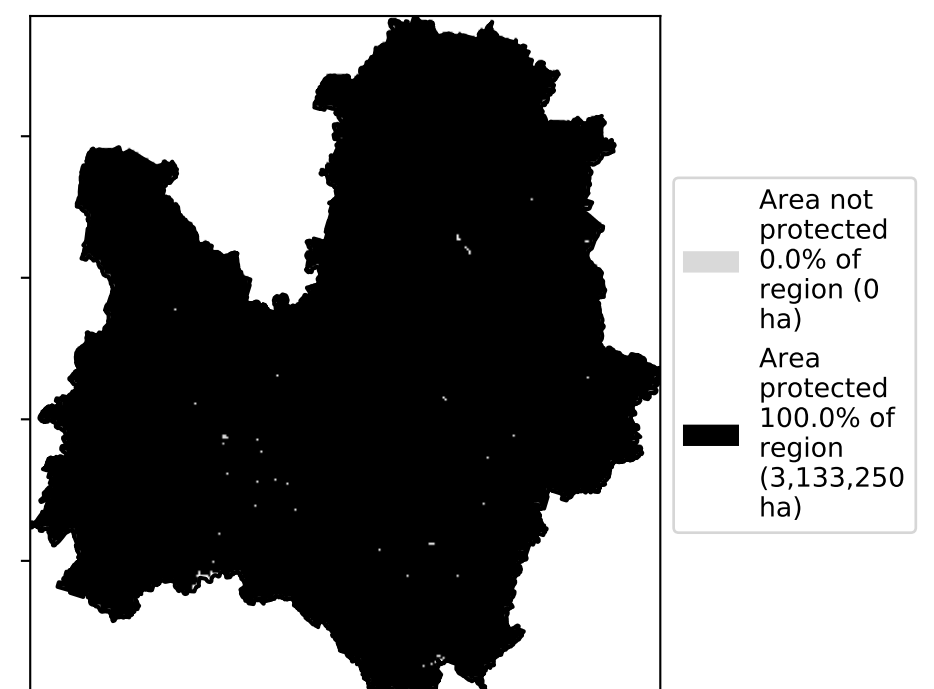 Area not
protected
0.0% of
region (0
ha)
Area
protected
100.0% of
region
(3,133,250
ha)